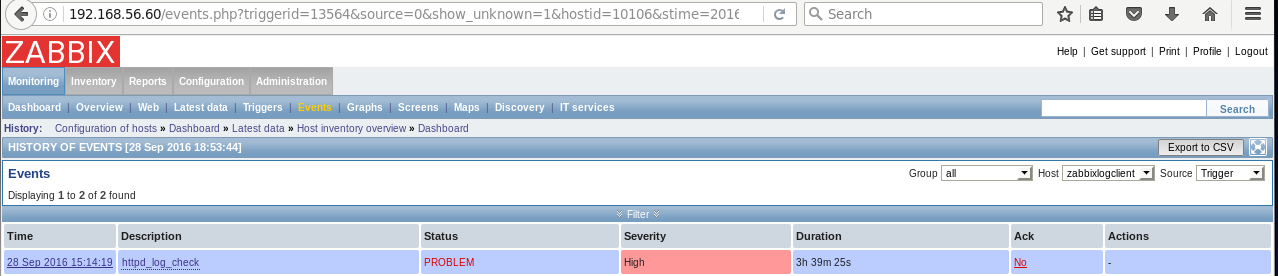 192.168.56.60/events.php?triggerid=13564&source=0&show_unknown=1&hostid=10106&stime=2016
Search
ZABBIX
Help | Get support | Print | Profile | Logout
Monitoring Inventory Reports Configuration Administration
Dashboard | Overview | Web | Latest data | Triggers | Events | Graphs | Screens | Maps | Discovery | IT services
Search
History: Configuration of hosts » Dashboard » Latest data » Host inventory overview » Dashboard
HISTORY OF EVENTS [28 Sep 2016 18:53:44]
Export to CSV
Events
Group all Host zabbixlogclient Source Trigger
Displaying 1 to 2 of 2 found
Filter
Time Description Status Severity Duration Ack Actions
28 Sep 2016 15:14:19 httpd_log_check PROBLEM High 3h 39m 25s No -